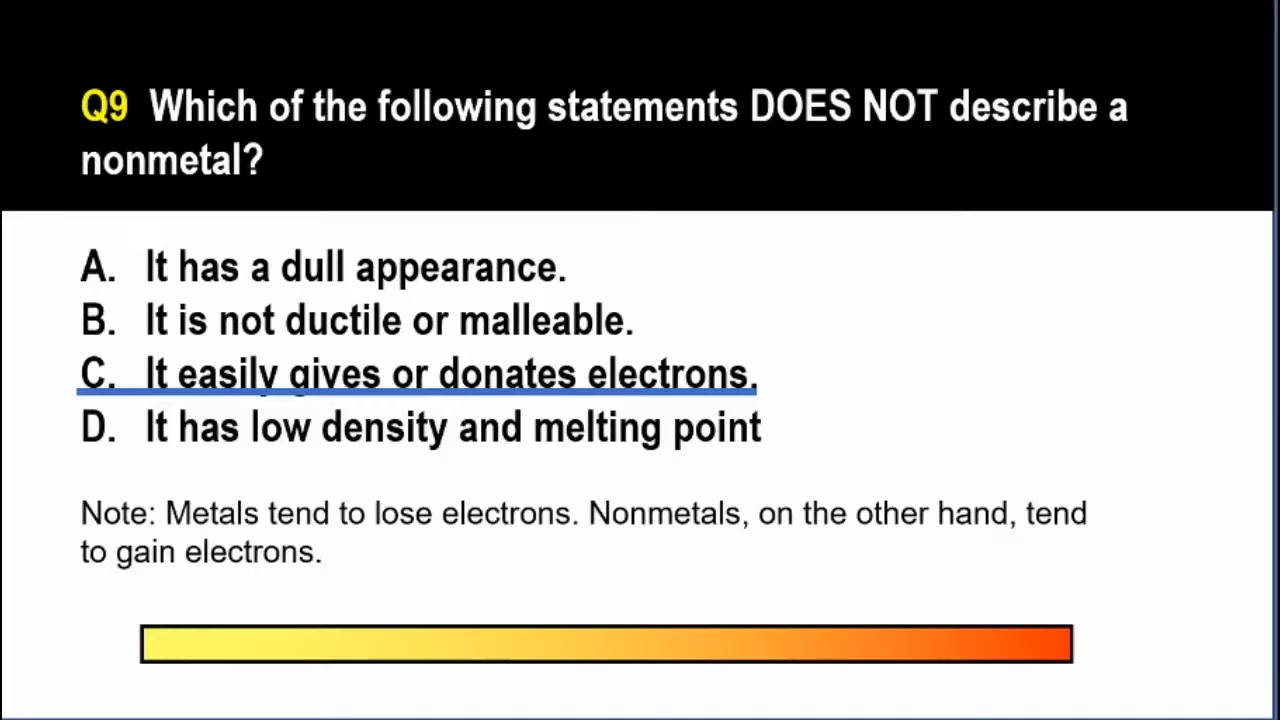 Q9 Which of the following statements DOES NOT describe a
nonmetal?
A. It has a dull appearance.
B. It is not ductile or malleable.
C. It easily gives or donates electrons.
D. It has low density and melting point
Note: Metals tend to lose electrons. Nonmetals, on the other hand, tend
to gain electrons.